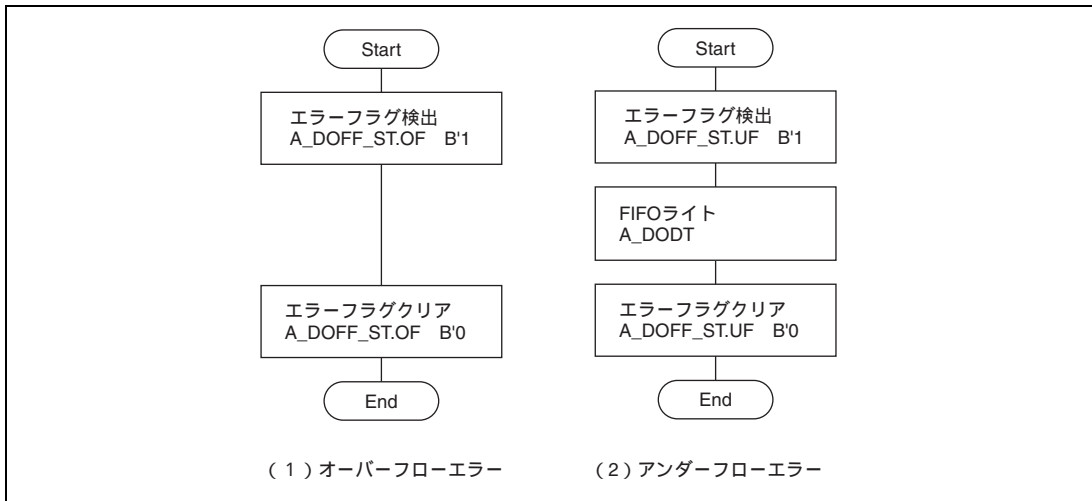 Start
エラーフラグ検出
A_DOFF_ST.OF B'1
エラーフラグクリア
A_DOFF_ST.OF B'0
End
(1)オーバーフローエラー
Start
エラーフラグ検出
A_DOFF_ST.UF B'1
FIFOライト
A_DODT
エラーフラグクリア
A_DOFF_ST.UF B'0
End
(2)アンダーフローエラー